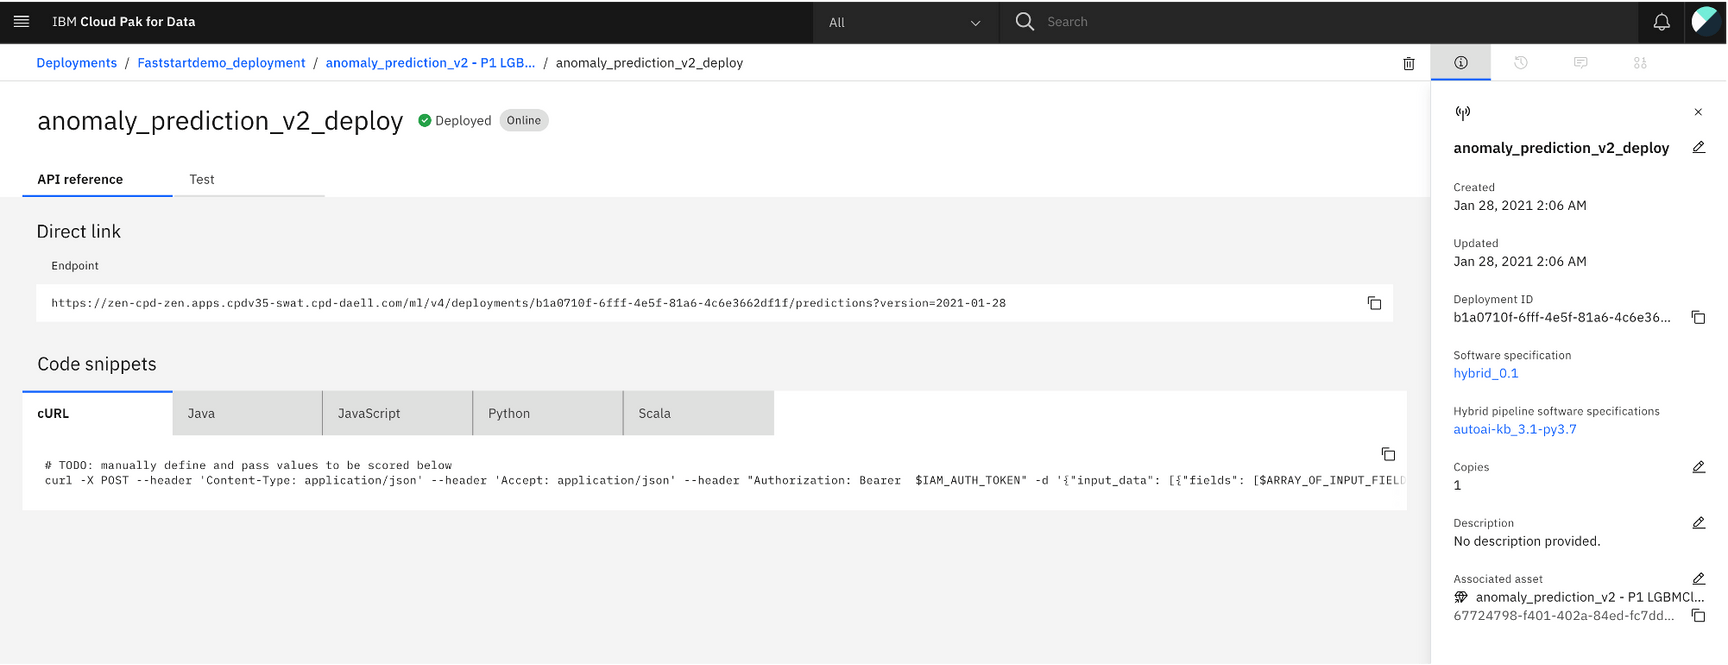 IBM Cloud Pak for Data
All
Search
Deployments / Faststartdemo_deployment / anomaly_prediction_v2 - P1 LGB... / anomaly_prediction_v2_deploy
anomaly_prediction_v2_deploy
Deployed
Online
API reference
Test
Direct link
Endpoint
https://zen-cpd-zen.apps.cpdv35-swat.cpd-daell.com/ml/v4/deployments/b1a0710f-6fff-4e5f-81a6-4c6e3662df1f/predictions?version=2021-01-28
Code snippets
cURL
Java
JavaScript
Python
Scala
# TODO: manually define and pass values to be scored below
curl -X POST --header 'Content-Type: application/json' --header 'Accept: application/json' --header "Authorization: Bearer  $IAM_AUTH_TOKEN" -d '{"input_data": [{"fields": [$ARRAY_OF_INPUT_FIELD
anomaly_prediction_v2_deploy
Created
Jan 28, 2021 2:06 AM
Updated
Jan 28, 2021 2:06 AM
Deployment ID
b1a0710f-6fff-4e5f-81a6-4c6e36...
Software specification
hybrid_0.1
Hybrid pipeline software specifications
autoai-kb_3.1-py3.7
Copies
1
Description
No description provided.
Associated asset
anomaly_prediction_v2 - P1 LGBMCl...
67724798-f401-402a-84ed-fc7dd...